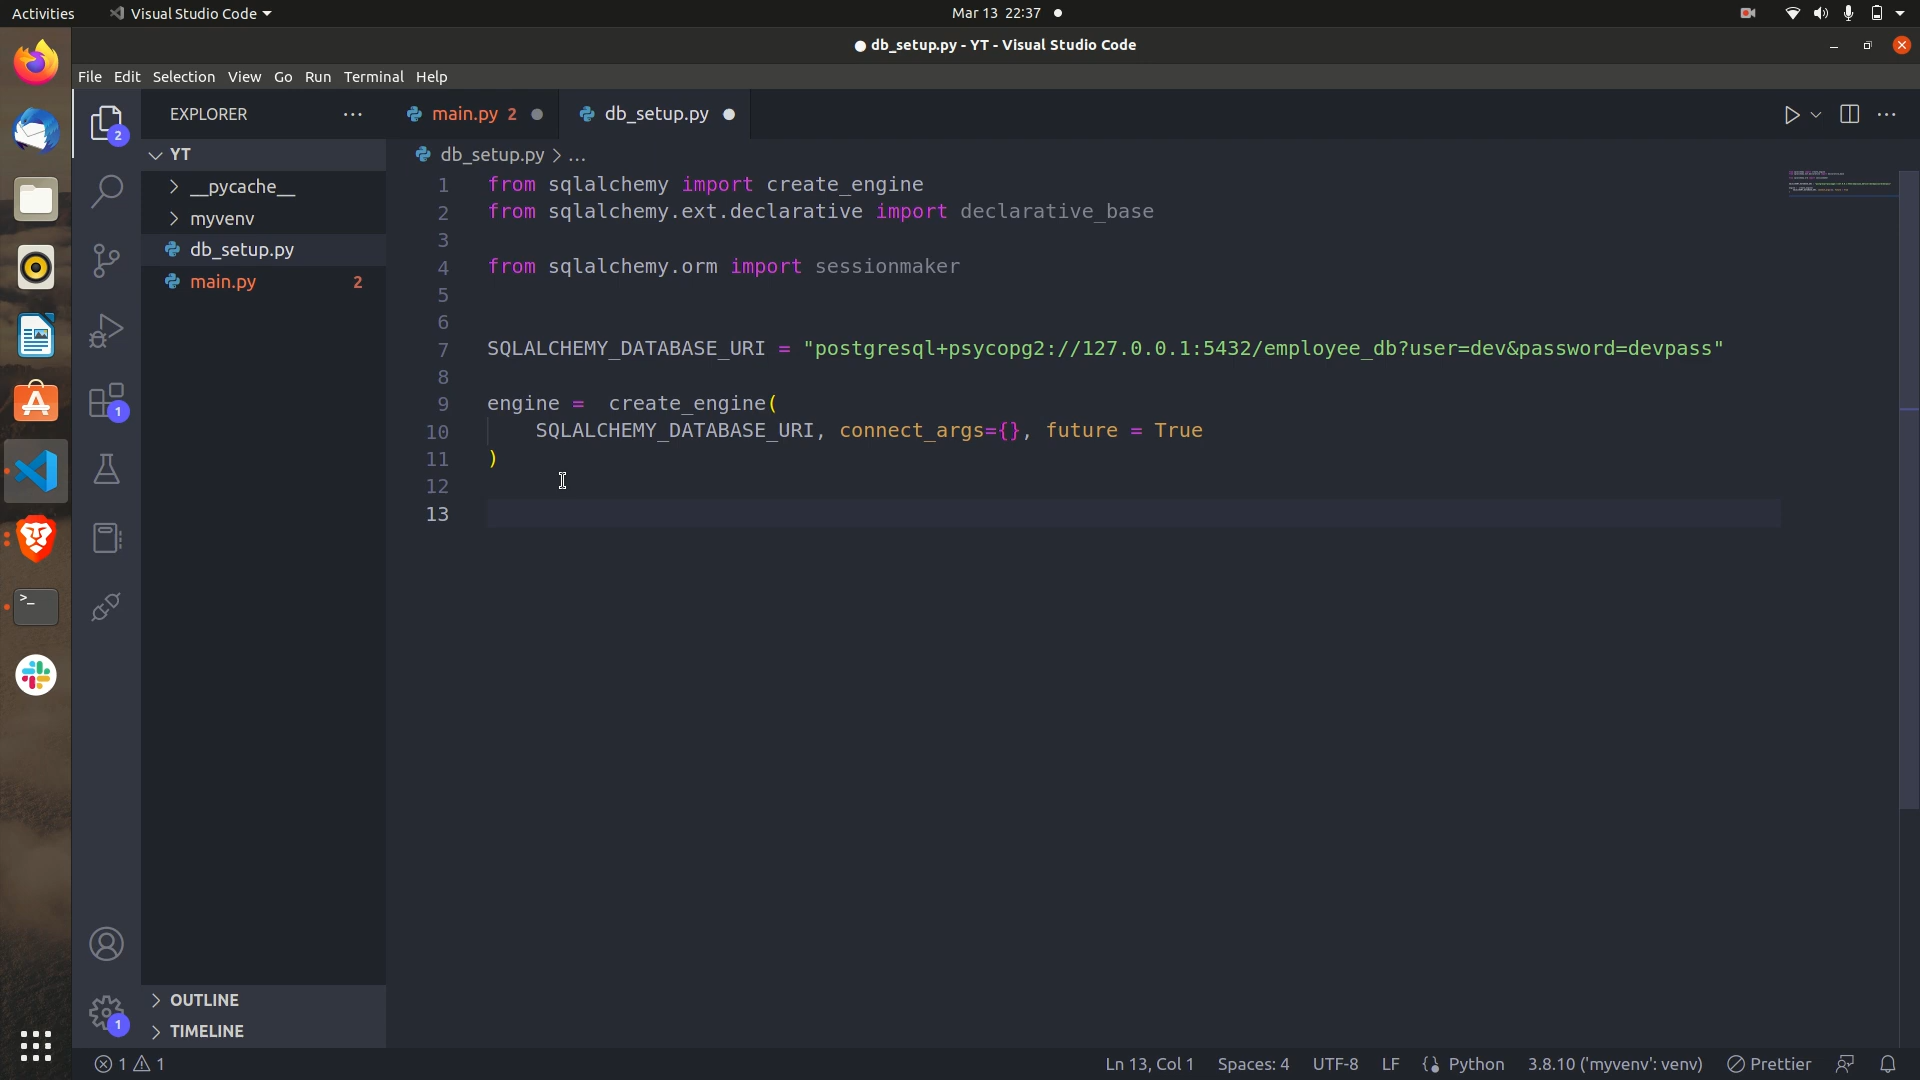 Activities
Visual Studio Code
Mar 13 22:37
db_setup.py - YT - Visual Studio Code
File Edit Selection View Go Run Terminal Help
EXPLORER
main.py 2
db_setup.py
YT
__pycache__
myvenv
db_setup.py
main.py 2
db_setup.py > ...
1 from sqlalchemy import create_engine
2 from sqlalchemy.ext.declarative import declarative_base
3
4 from sqlalchemy.orm import sessionmaker
5
6
7 SQLALCHEMY_DATABASE_URI = "postgresql+psycopg2://127.0.0.1:5432/employee_db?user=dev&password=devpass"
8
9 engine =  create_engine(
10     SQLALCHEMY_DATABASE_URI, connect_args={}, future = True
11 )
12
13
2
1
1
OUTLINE
TIMELINE
1 1
Ln 13, Col 1
Spaces: 4
UTF-8
LF
Python
3.8.10 ('myvenv': venv)
Prettier